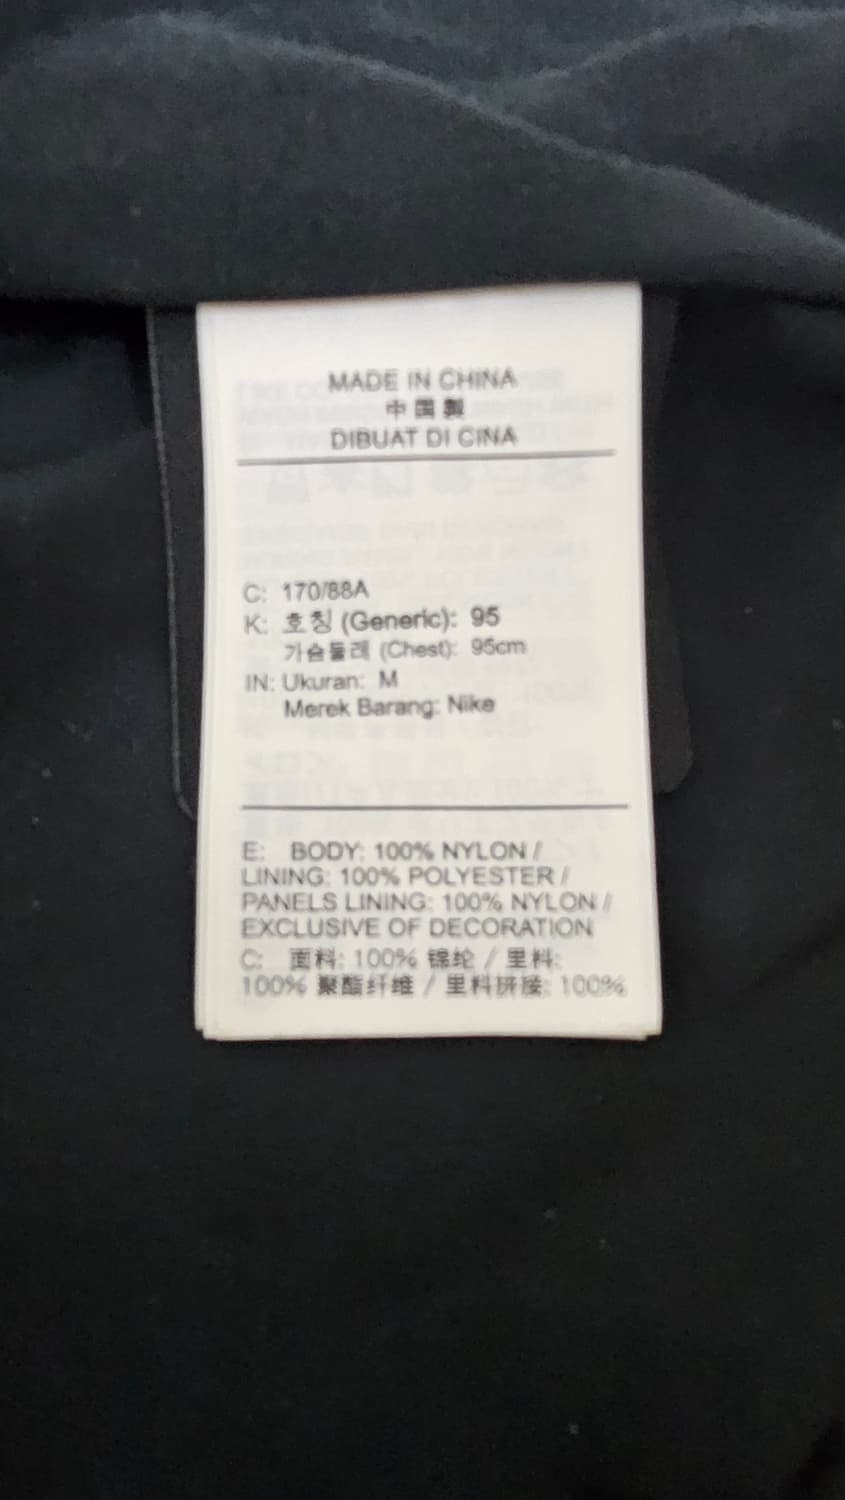 MADE IN CHINA
中国製
DIBUAT DI CINA
C: 170/88A
K: 호칭 (Generic): 95
가슴둘레 (Chest): 95cm
IN: Ukuran: M
Merek Barang: Nike
E: BODY: 100% NYLON /
LINING: 100% POLYESTER /
PANELS LINING: 100% NYLON /
EXCLUSIVE OF DECORATION
C: 面料: 100% 锦纶 / 里料:
100% 聚酯纤维 / 里料拼接: 100%